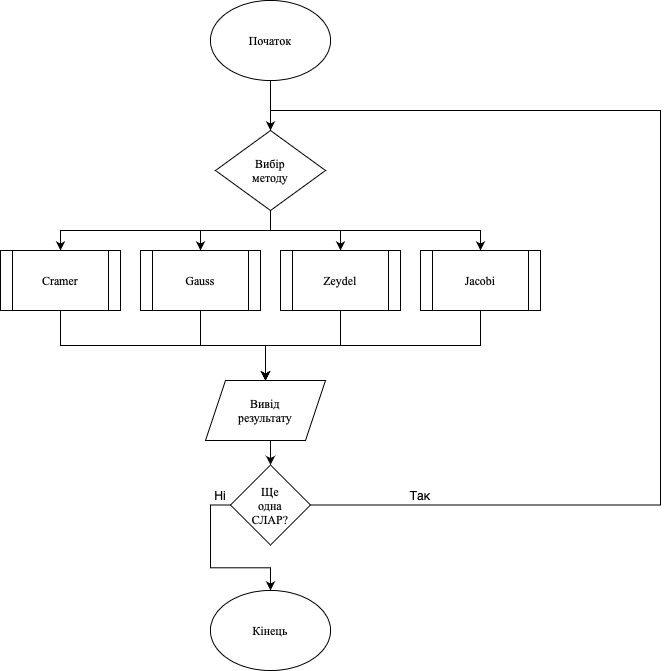 Початок
Вибір
методу
Cramer
Gauss
Zeydel
Jacobi
Вивід
результату
Ще
одна
СЛАР?
Ні
Так
Кінець